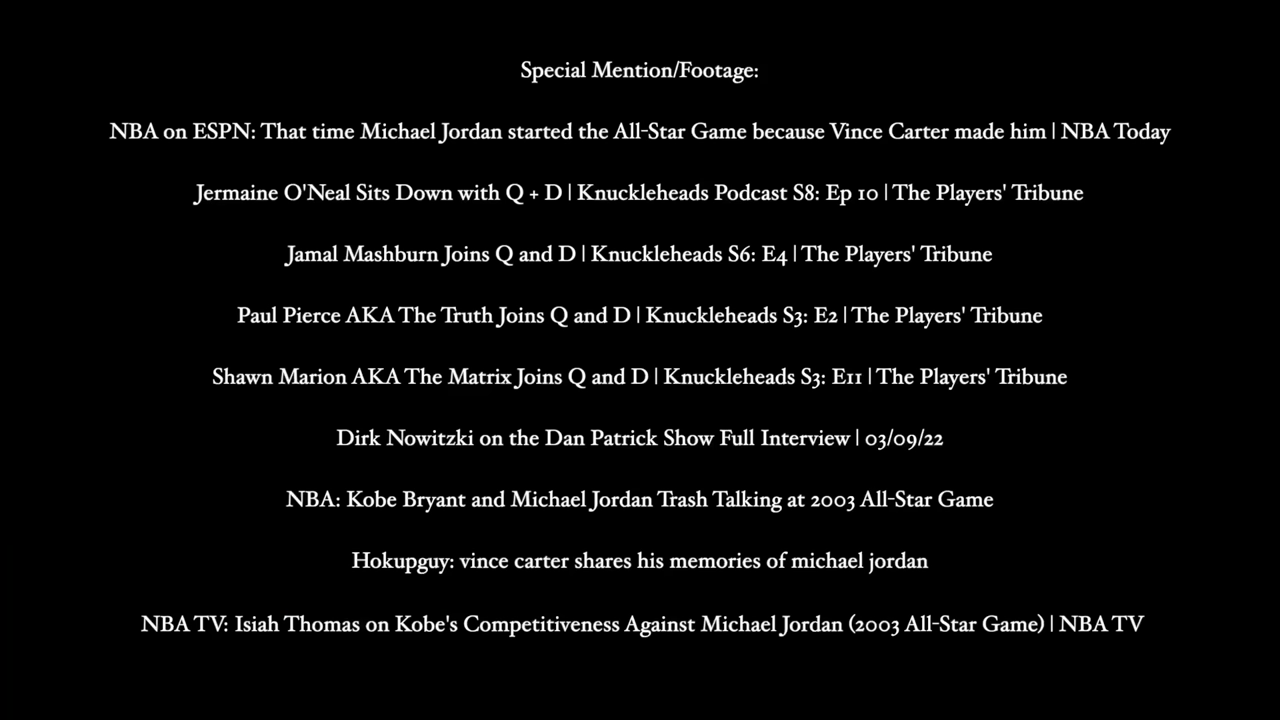 Special Mention/Footage:
NBA on ESPN: That time Michael Jordan started the All-Star Game because Vince Carter made him | NBA Today
Jermaine O'Neal Sits Down with Q + D | Knuckleheads Podcast S8: Ep 10 | The Players' Tribune
Jamal Mashburn Joins Q and D | Knuckleheads S6: E4 | The Players' Tribune
Paul Pierce AKA The Truth Joins Q and D | Knuckleheads S3: E2 | The Players' Tribune
Shawn Marion AKA The Matrix Joins Q and D | Knuckleheads S3: E11 | The Players' Tribune
Dirk Nowitzki on the Dan Patrick Show Full Interview | 03/09/22
NBA: Kobe Bryant and Michael Jordan Trash Talking at 2003 All-Star Game
Hokupguy: vince carter shares his memories of michael jordan
NBA TV: Isiah Thomas on Kobe's Competitiveness Against Michael Jordan (2003 All-Star Game) | NBA TV